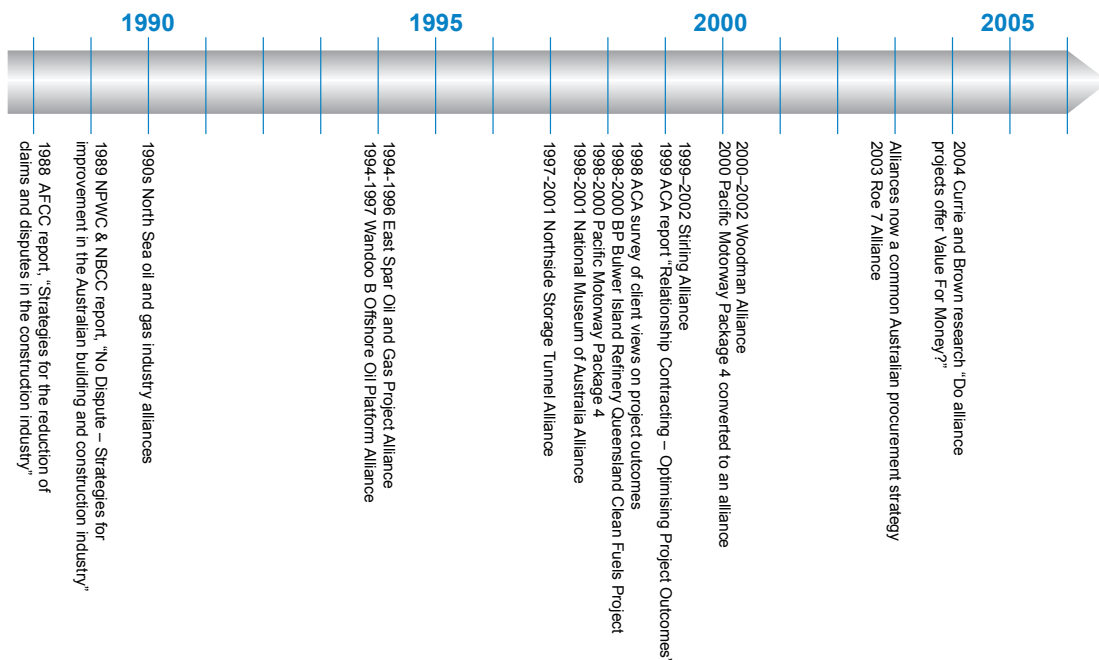 1990
1995
2000
2005
1988 AFCC report, “Strategies for the reduction of
claims and disputes in the construction industry”
1989 NPWC & NBCC report, “No Dispute – Strategies for
improvement in the Australian building and construction industry”
1990s North Sea oil and gas industry alliances
1994-1996 East Spar Oil and Gas Project Alliance
1994-1997 Wandoo B Offshore Oil Platform Alliance
1997-2001 Northside Storage Tunnel Alliance
1998 ACA survey of client views on project outcomes
1998-2000 BP Bulwer Island Refinery Queensland Clean Fuels Project
1998-2000 Pacific Motorway Package 4
1998-2001 National Museum of Australia Alliance
1999–2002 Stirling Alliance
1999 ACA report “Relationship Contracting – Optimising Project Outcomes”
2000–2002 Woodman Alliance
2000 Pacific Motorway Package 4 converted to an alliance
Alliances now a common Australian procurement strategy
2003 Roe 7 Alliance
2004 Currie and Brown research “Do alliance
projects offer Value For Money?”